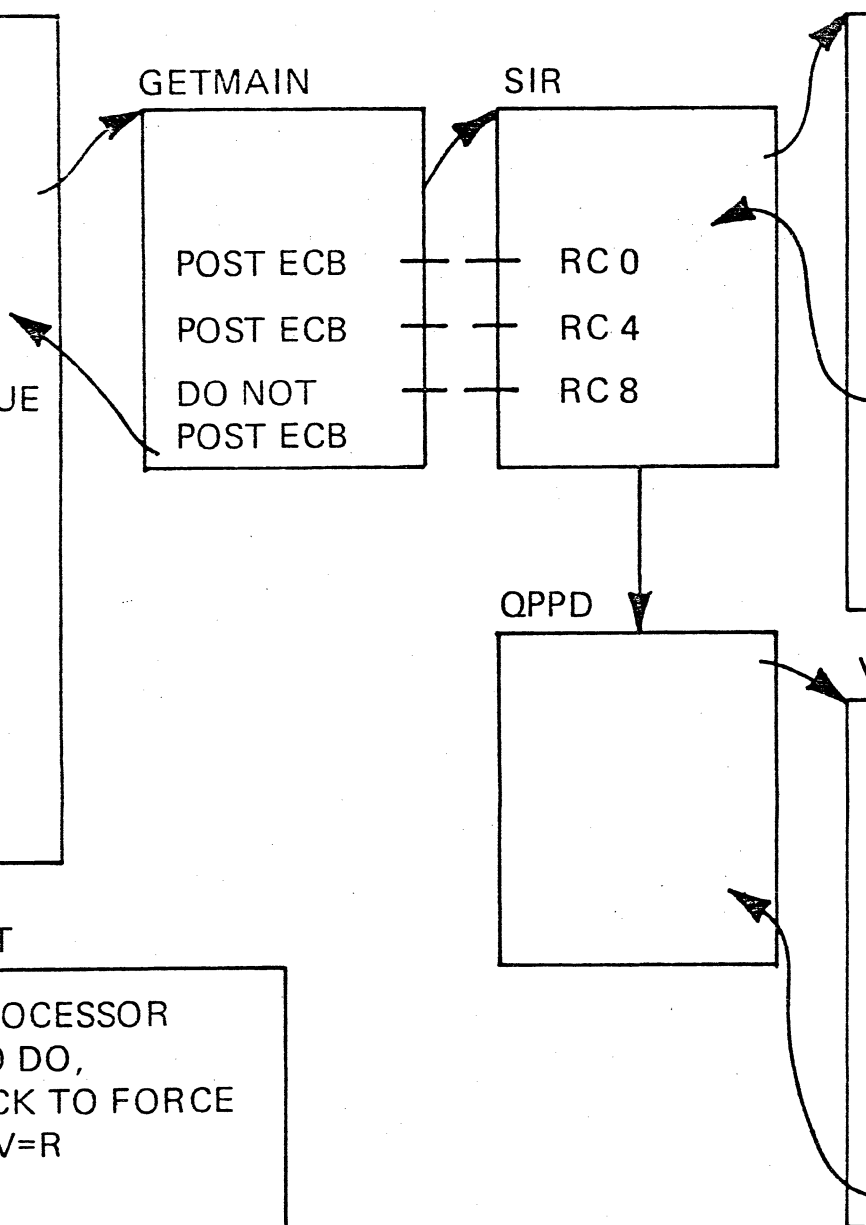 GETMAIN
SIR
POST ECB
RC 0
POST ECB
RC 4
DO NOT
POST ECB
RC 8
UE
QPPD
T
OCESSOR
DO,
CK TO FORCE
V=R